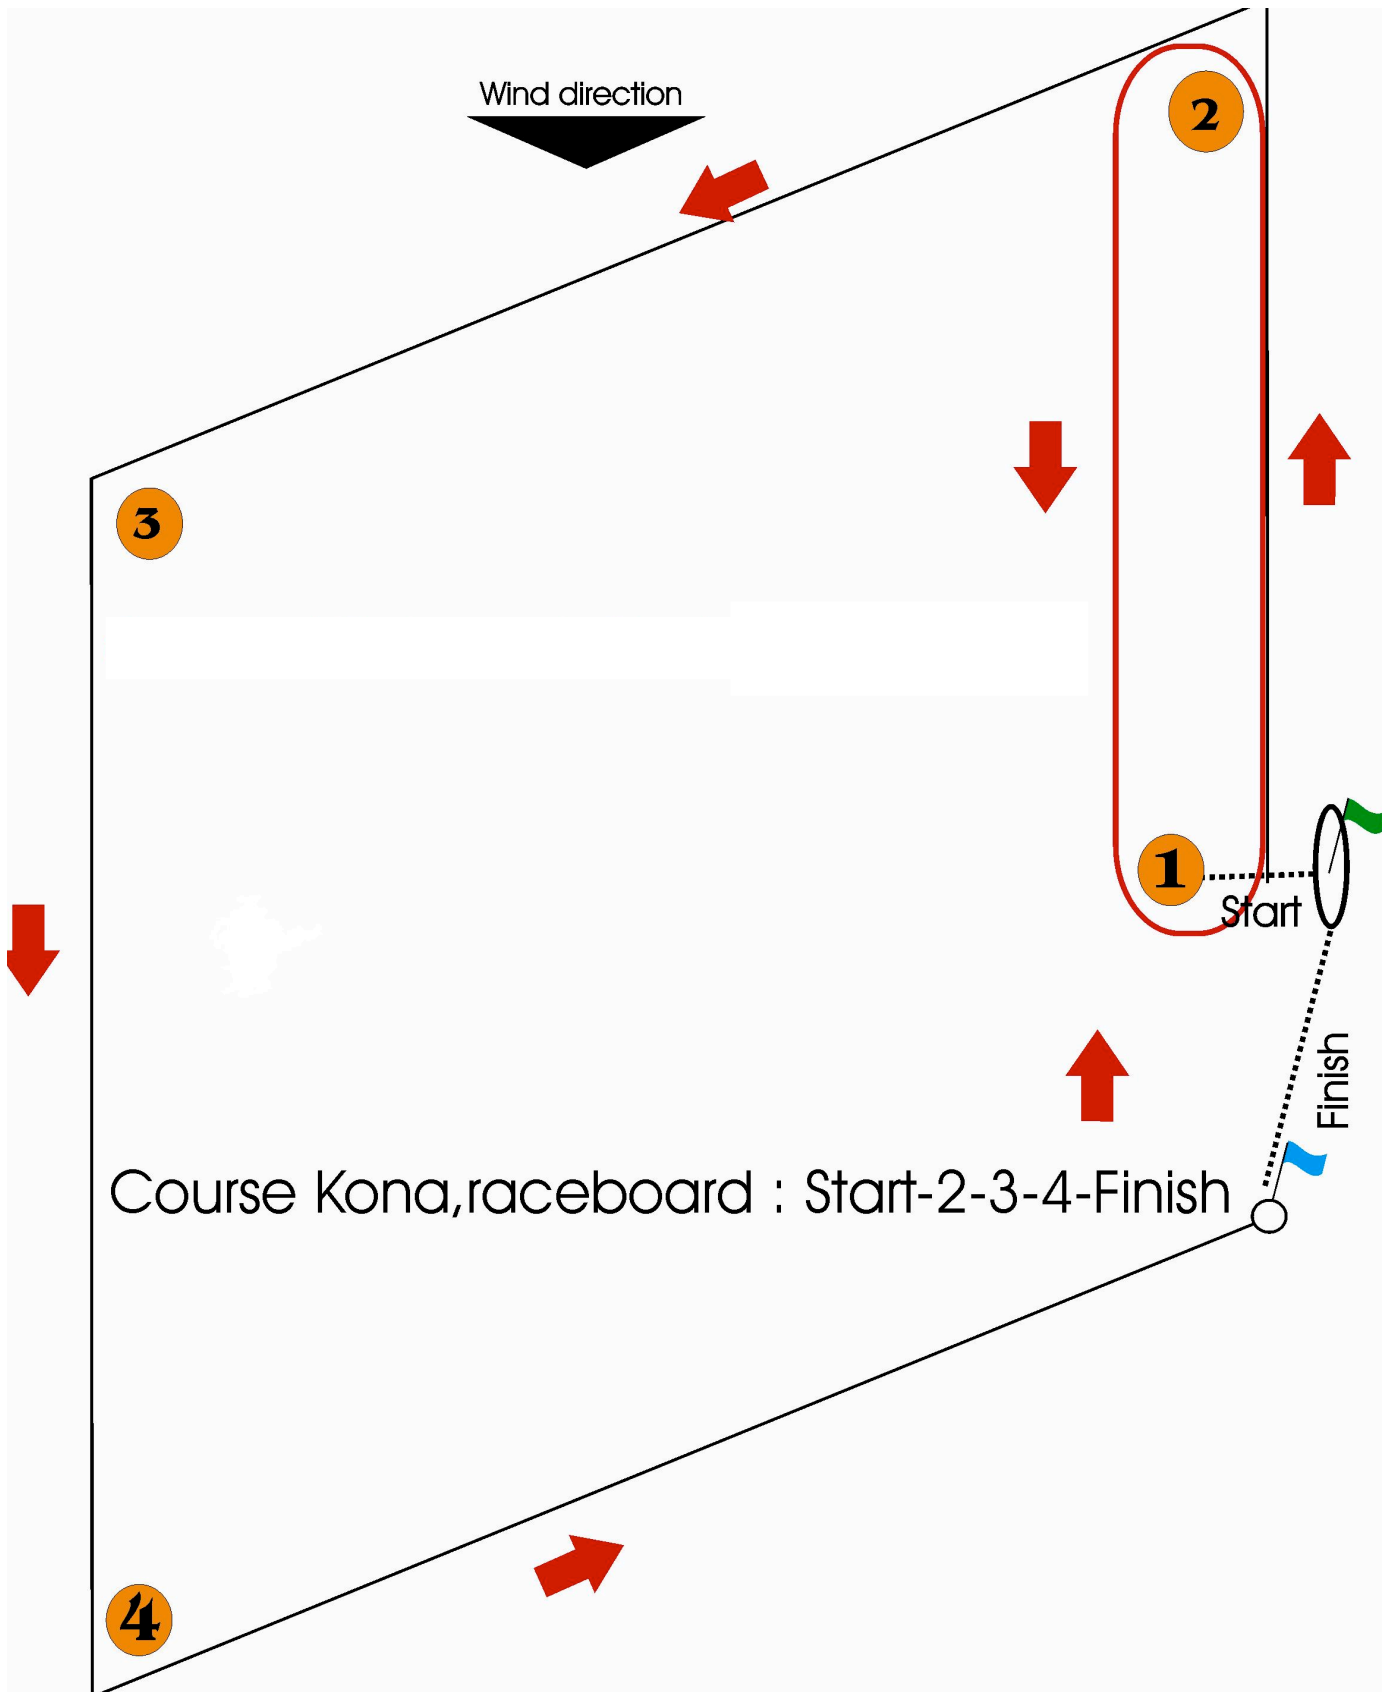 Wind direction
2
3
1
Start
Finish
Course Kona,raceboard : Start-2-3-4-Finish
4